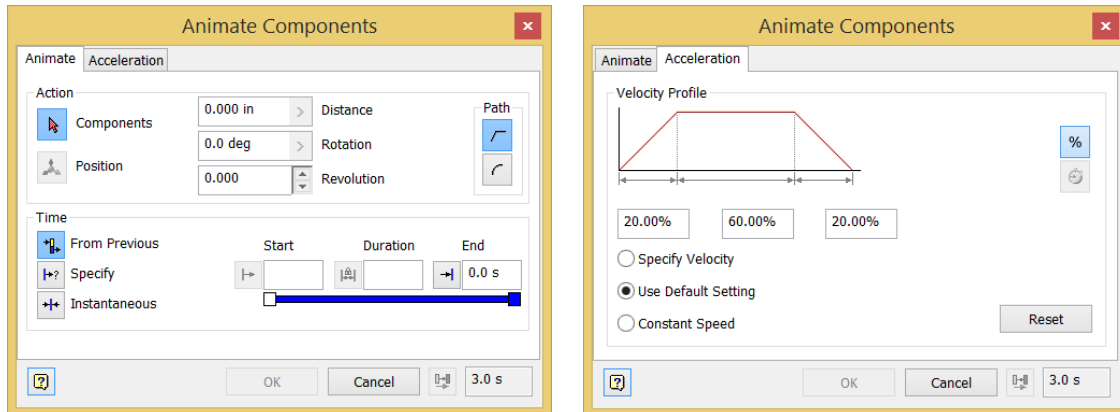 Animate Components
Animate Acceleration
Action
Components
Position
0.000 in Distance
0.0 deg Rotation
0.000 Revolution
Path
Time
From Previous
Specify
Instantaneous
Start Duration End
0.0 s
? OK Cancel 3.0 s
Animate Components
Animate Acceleration
Velocity Profile
%
20.00% 60.00% 20.00%
Specify Velocity
Use Default Setting
Constant Speed
Reset
? OK Cancel 3.0 s